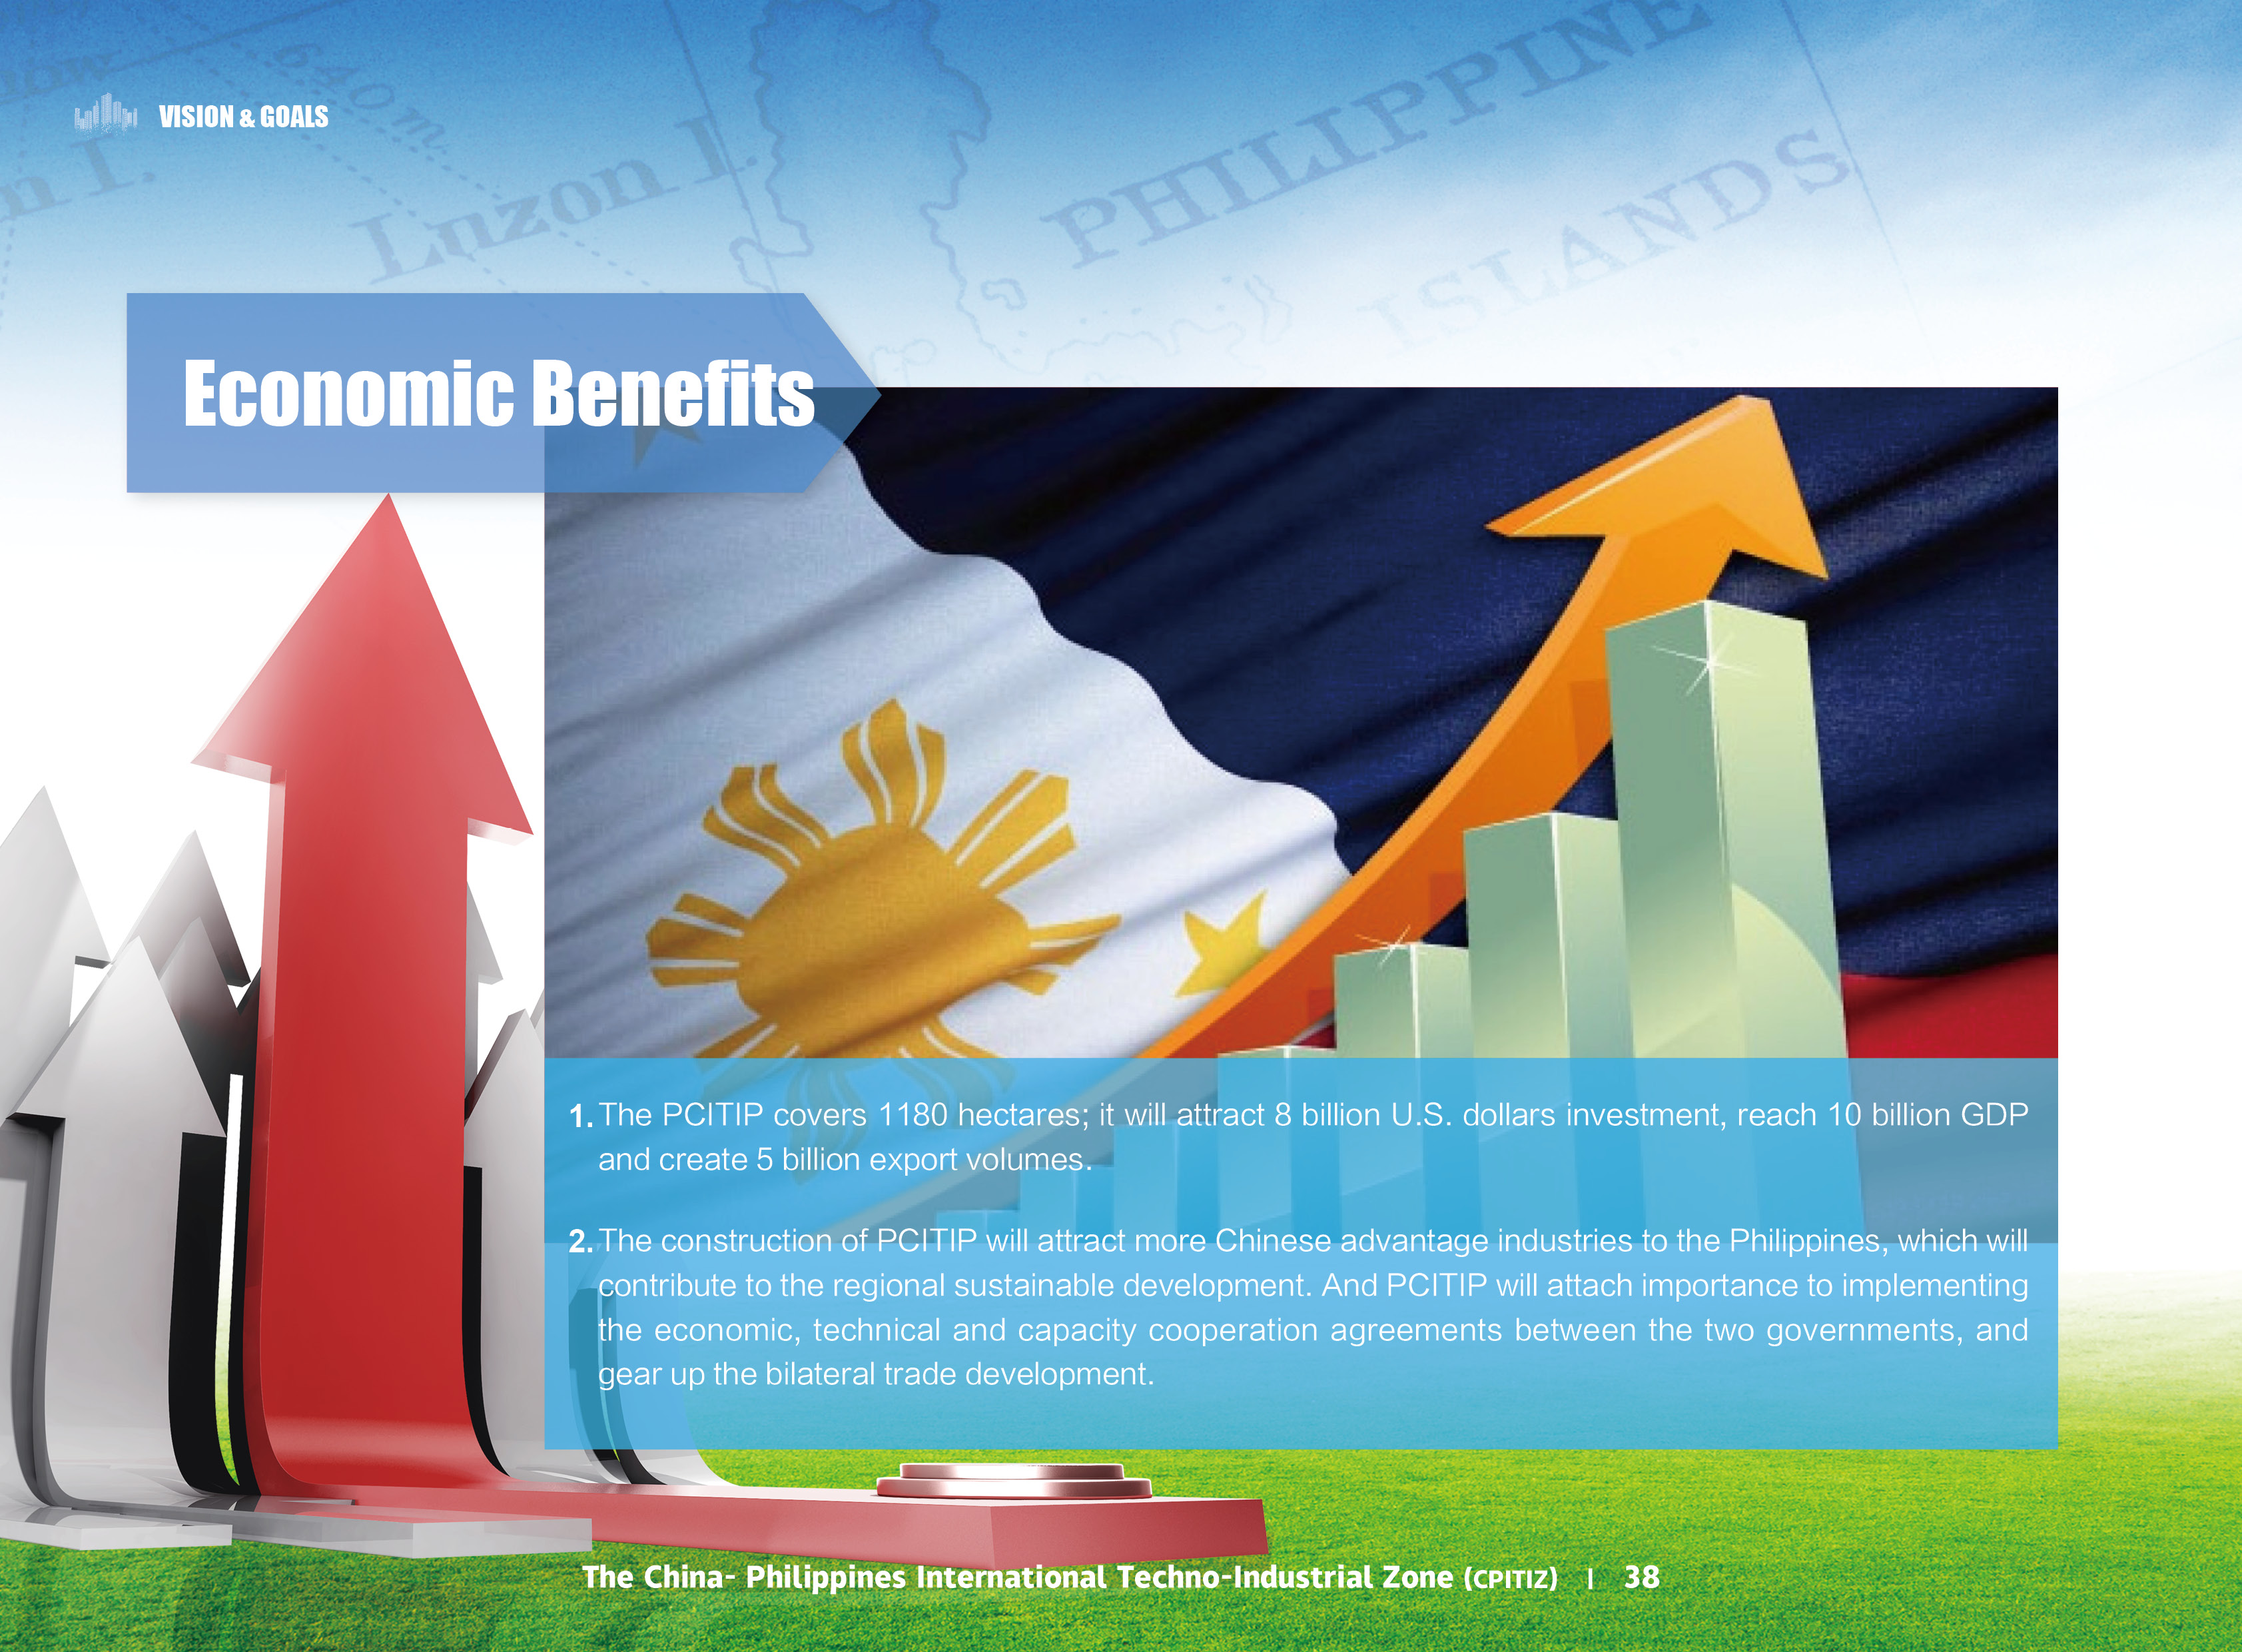 VISION & GOALS
640 m.
n I.
Luzon I.
PHILIPPINE
ISLANDS
Economic Benefits
1. The PCITIP covers 1180 hectares; it will attract 8 billion U.S. dollars investment, reach 10 billion GDP
and create 5 billion export volumes.
2. The construction of PCITIP will attract more Chinese advantage industries to the Philippines, which will
contribute to the regional sustainable development. And PCITIP will attach importance to implementing
the economic, technical and capacity cooperation agreements between the two governments, and
gear up the bilateral trade development.
The China- Philippines International Techno-Industrial Zone (CPITIZ) | 38